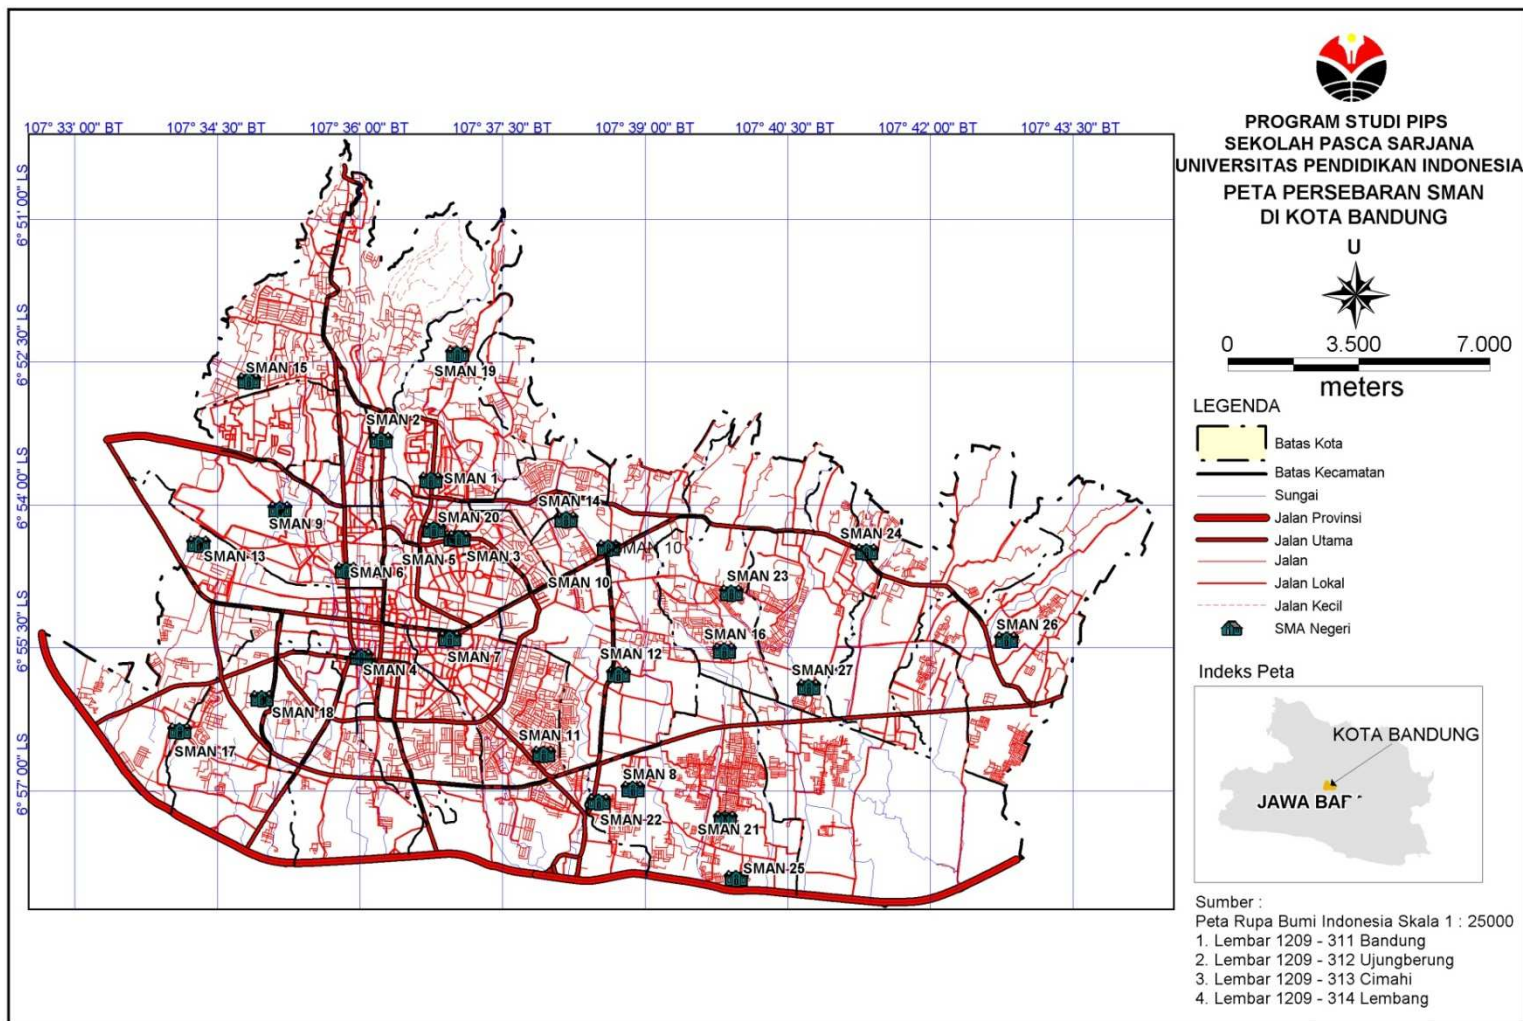 107° 33' 00" BT
107° 34' 30" BT
107° 36' 00" BT
107° 37' 30" BT
107° 39' 00" BT
107° 40' 30" BT
107° 42' 00" BT
107° 43' 30" BT
6° 51' 00" LS
6° 52' 30" LS
6° 54' 00" LS
6° 55' 30" LS
6° 57' 00" LS
SMAN 15
SMAN 19
SMAN 2
SMAN 1
SMAN 14
SMAN 9
SMAN 20
SMAN 13
SMAN 5
SMAN 3
SMAN 10
SMAN 24
SMAN 6
SMAN 10
SMAN 23
SMAN 16
SMAN 26
SMAN 7
SMAN 12
SMAN 4
SMAN 27
SMAN 18
SMAN 17
SMAN 11
SMAN 8
SMAN 22
SMAN 21
SMAN 25
PROGRAM STUDI PIPS
SEKOLAH PASCA SARJANA
UNIVERSITAS PENDIDIKAN INDONESIA
PETA PERSEBARAN SMAN
DI KOTA BANDUNG
U
0 3.500 7.000
meters
LEGENDA
Batas Kota
Batas Kecamatan
Sungai
Jalan Provinsi
Jalan Utama
Jalan
Jalan Lokal
Jalan Kecil
SMA Negeri
Indeks Peta
KOTA BANDUNG
JAWA
Sumber :
Peta Rupa Bumi Indonesia Skala 1 : 25000
1. Lembar 1209 - 311 Bandung
2. Lembar 1209 - 312 Ujungberung
3. Lembar 1209 - 313 Cimahi
4. Lembar 1209 - 314 Lembang